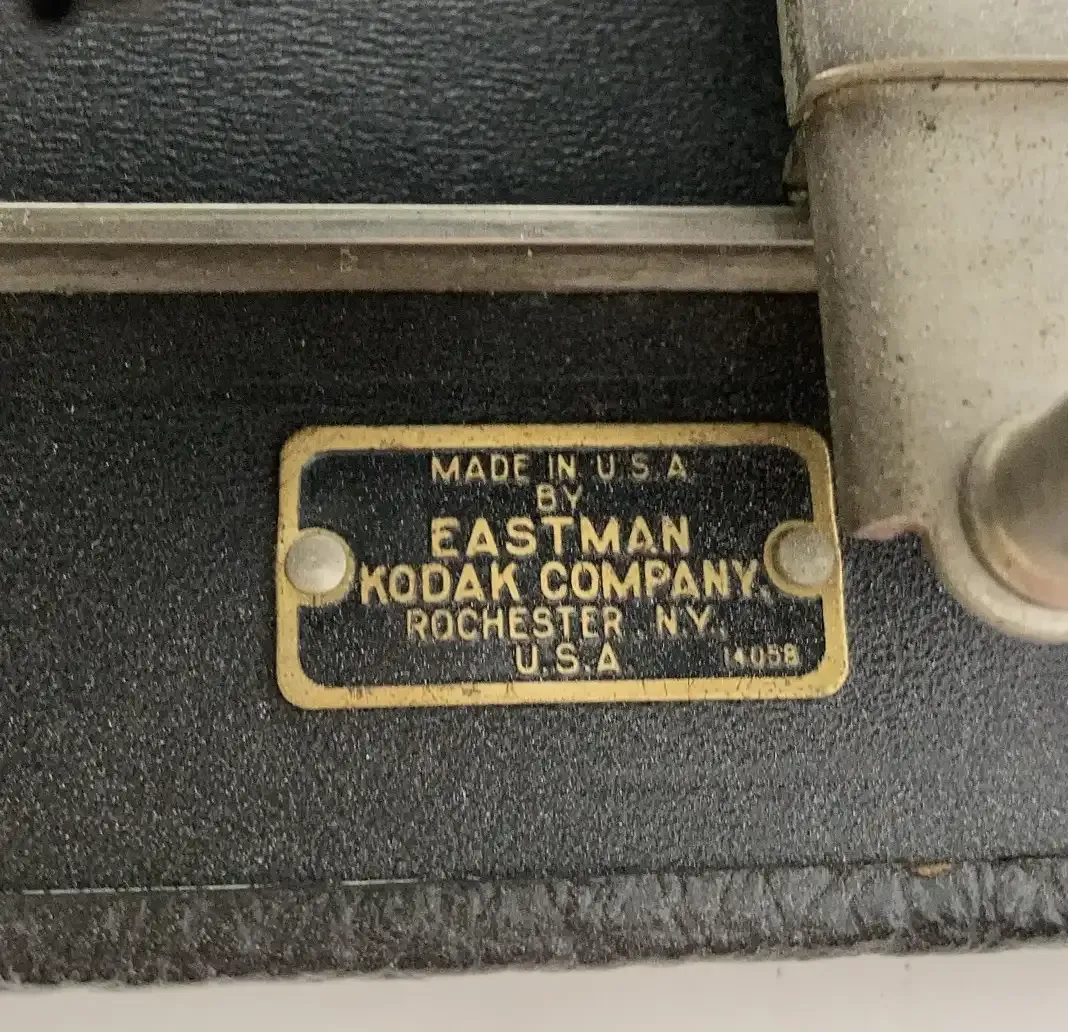 MADE IN U.S.A.
BY
EASTMAN
KODAK COMPANY.
ROCHESTER. N.Y.
U.S.A. 14058